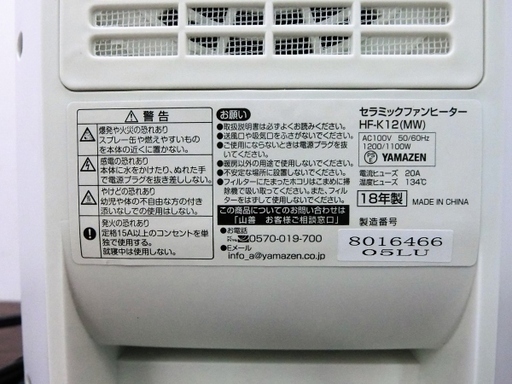 警告
爆発や火災の恐れあり
スプレー缶や燃えやすいもの
を本体の近くに置かない。
感電の恐れあり
本体に水をかけたり、ぬれた手
で電源プラグを抜き差ししない。
やけどの恐れあり
幼児や体の不自由な方の付き
添いなしでの使用はしない。
発火の恐れあり
定格15A以上のコンセントを単
独で使用する。
就寝中は使用しない。
お願い
●取扱説明書は必ずよくお読みください。
●送風口や吸気口をふさがないでください。
●ご使用にならないときは電源プラグを抜
いてください。
●暖房以外の用途で使用しないでください。
●不安定な場所に設置しないでください。
●フィルターにたまったホコリはこまめに掃
除機で吸い取ってください。また、フィル
ターをはずして使用しないでください。
この商品についてのお問い合わせは
「山善 お客様ご相談窓口」
●お電話
0570-019-700
●Eメール
info_a@yamazen.co.jp
セラミックファンヒーター
HF-K12(MW)
AC100V 50/60Hz
1200/1100W
YAMAZEN
電流ヒューズ 20A
温度ヒューズ 134℃
18年製 MADE IN CHINA
製造番号
8016466
05LU